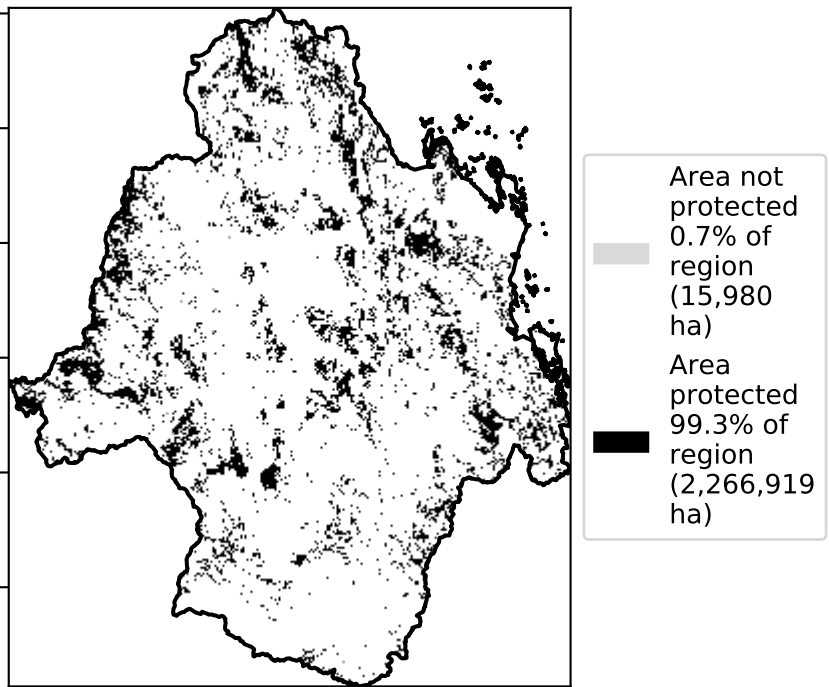 Area not
protected
0.7% of
region
(15,980
ha)
Area
protected
99.3% of
region
(2,266,919
ha)